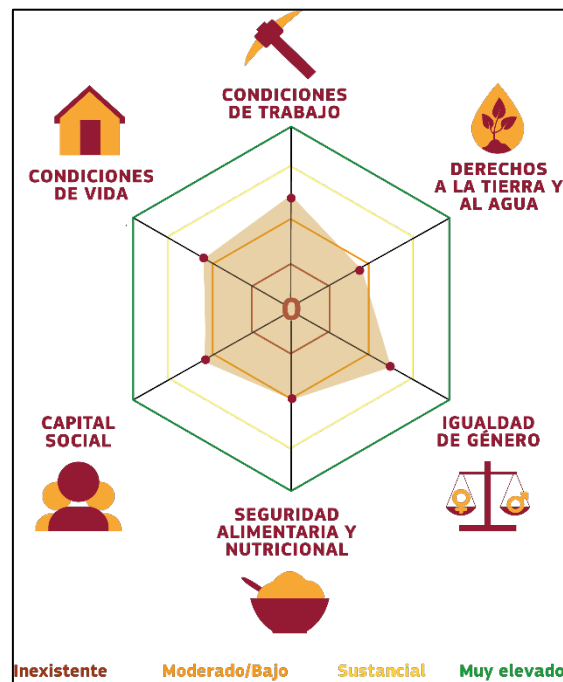 CONDICIONES
DE TRABAJO
CONDICIONES
DE VIDA
DERECHOS
A LA TIERRA Y
AL AGUA
0
CAPITAL
SOCIAL
IGUALDAD
DE GÉNERO
SEGURIDAD
ALIMENTARIA Y
NUTRICIONAL
Inexistente Moderado/Bajo Sustancial Muy elevado